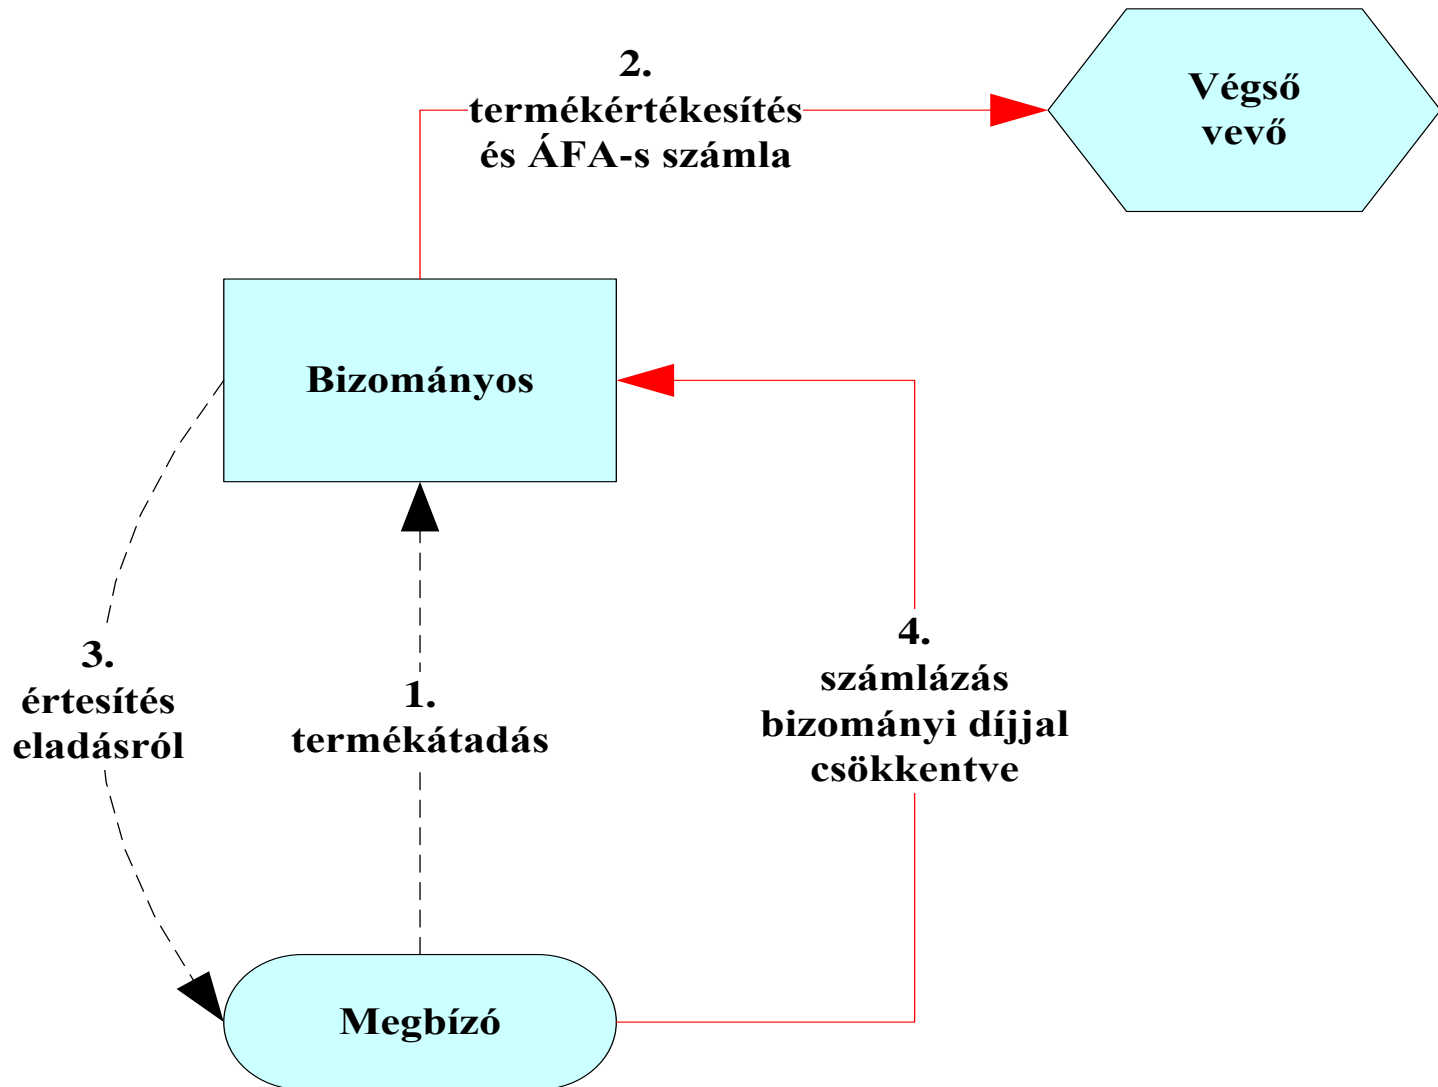 2.
termékértékesítés
és ÁFA-s számla
Végső
vevő
Bizományos
3.
értesítés
eladásról
1.
termékátadás
4.
számlázás
bizományi díjjal
csökkentve
Megbízó